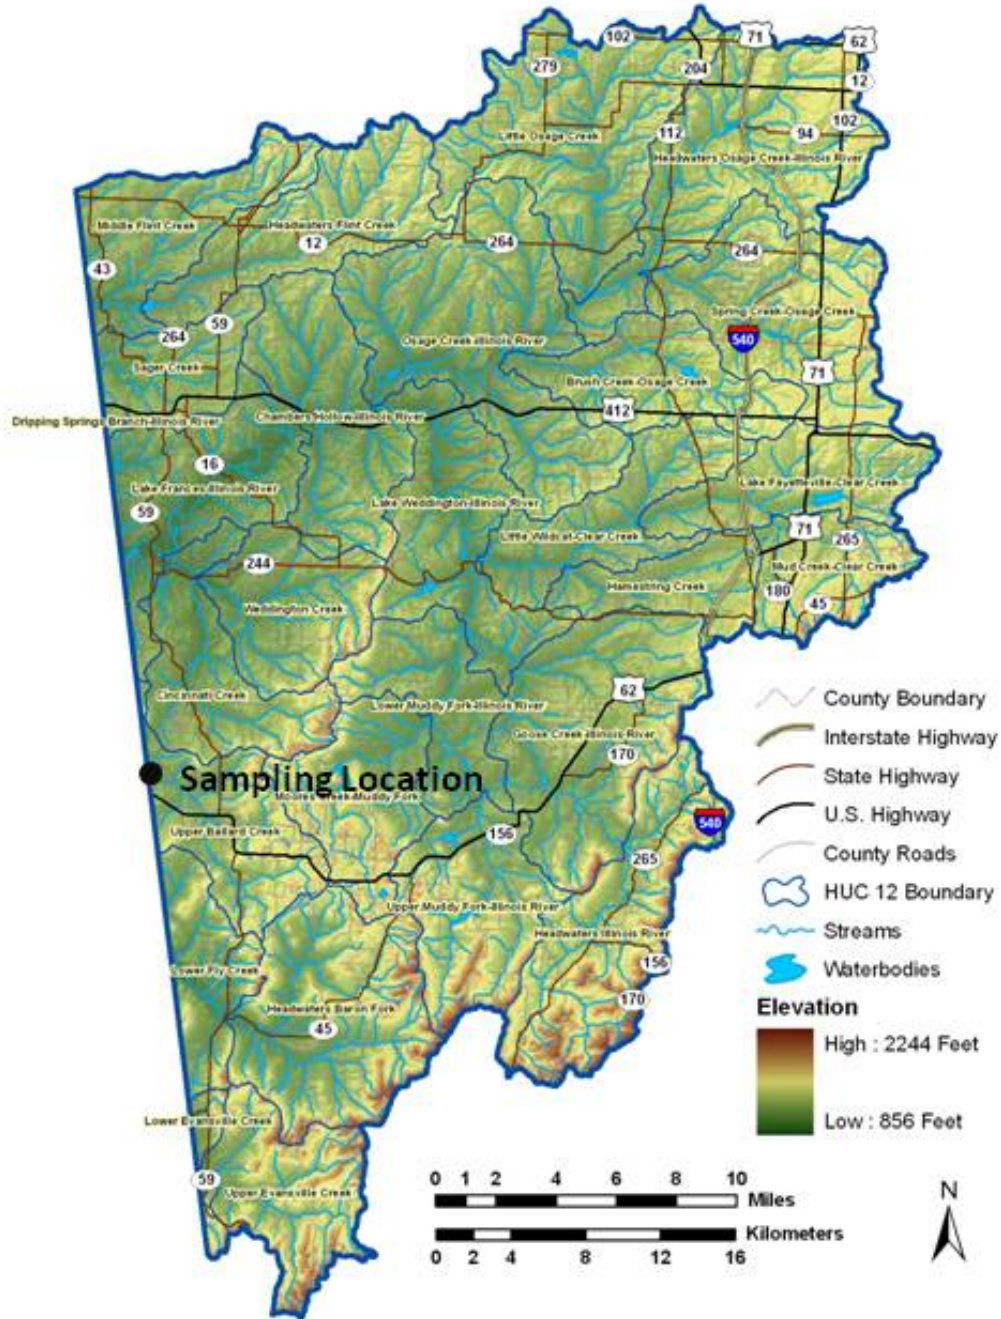 102
71
62
279
204
12
102
112
94
Little Osage Creek
Headwaters Osage Creek-Illinois River
Middle Flint Creek
Headwaters Flint Creek
12
264
264
43
Spring Creek-Osage Creek
264
59
540
Osage Creek-Illinois River
Sager Creek
71
Brush Creek-Osage Creek
412
Dripping Springs Branch-Illinois River
Chambers Hollow-Illinois River
16
Lake Frances-Illinois River
Lake Weddington-Illinois River
Lake Fayetteville-Clear Creek
59
71
Little Wildcat-Clear Creek
265
244
Mud Creek-Clear Creek
Hamestring Creek
180
45
Weddington Creek
Cincinnati Creek
62
Lower Muddy Fork-Illinois River
Goose Creek-Illinois River
170
Sampling Location
Moores Creek-Muddy Fork
540
Upper Ballard Creek
156
265
Upper Muddy Fork-Illinois River
Headwaters Illinois River
156
Lower Fly Creek
170
Headwaters Baron Fork
45
Lower Evansville Creek
59
Upper Evansville Creek
County Boundary
Interstate Highway
State Highway
U.S. Highway
County Roads
HUC 12 Boundary
Streams
Waterbodies
Elevation
High : 2244 Feet
Low : 856 Feet
0 1 2 4 6 8 10
Miles
Kilometers
0 2 4 8 12 16
N